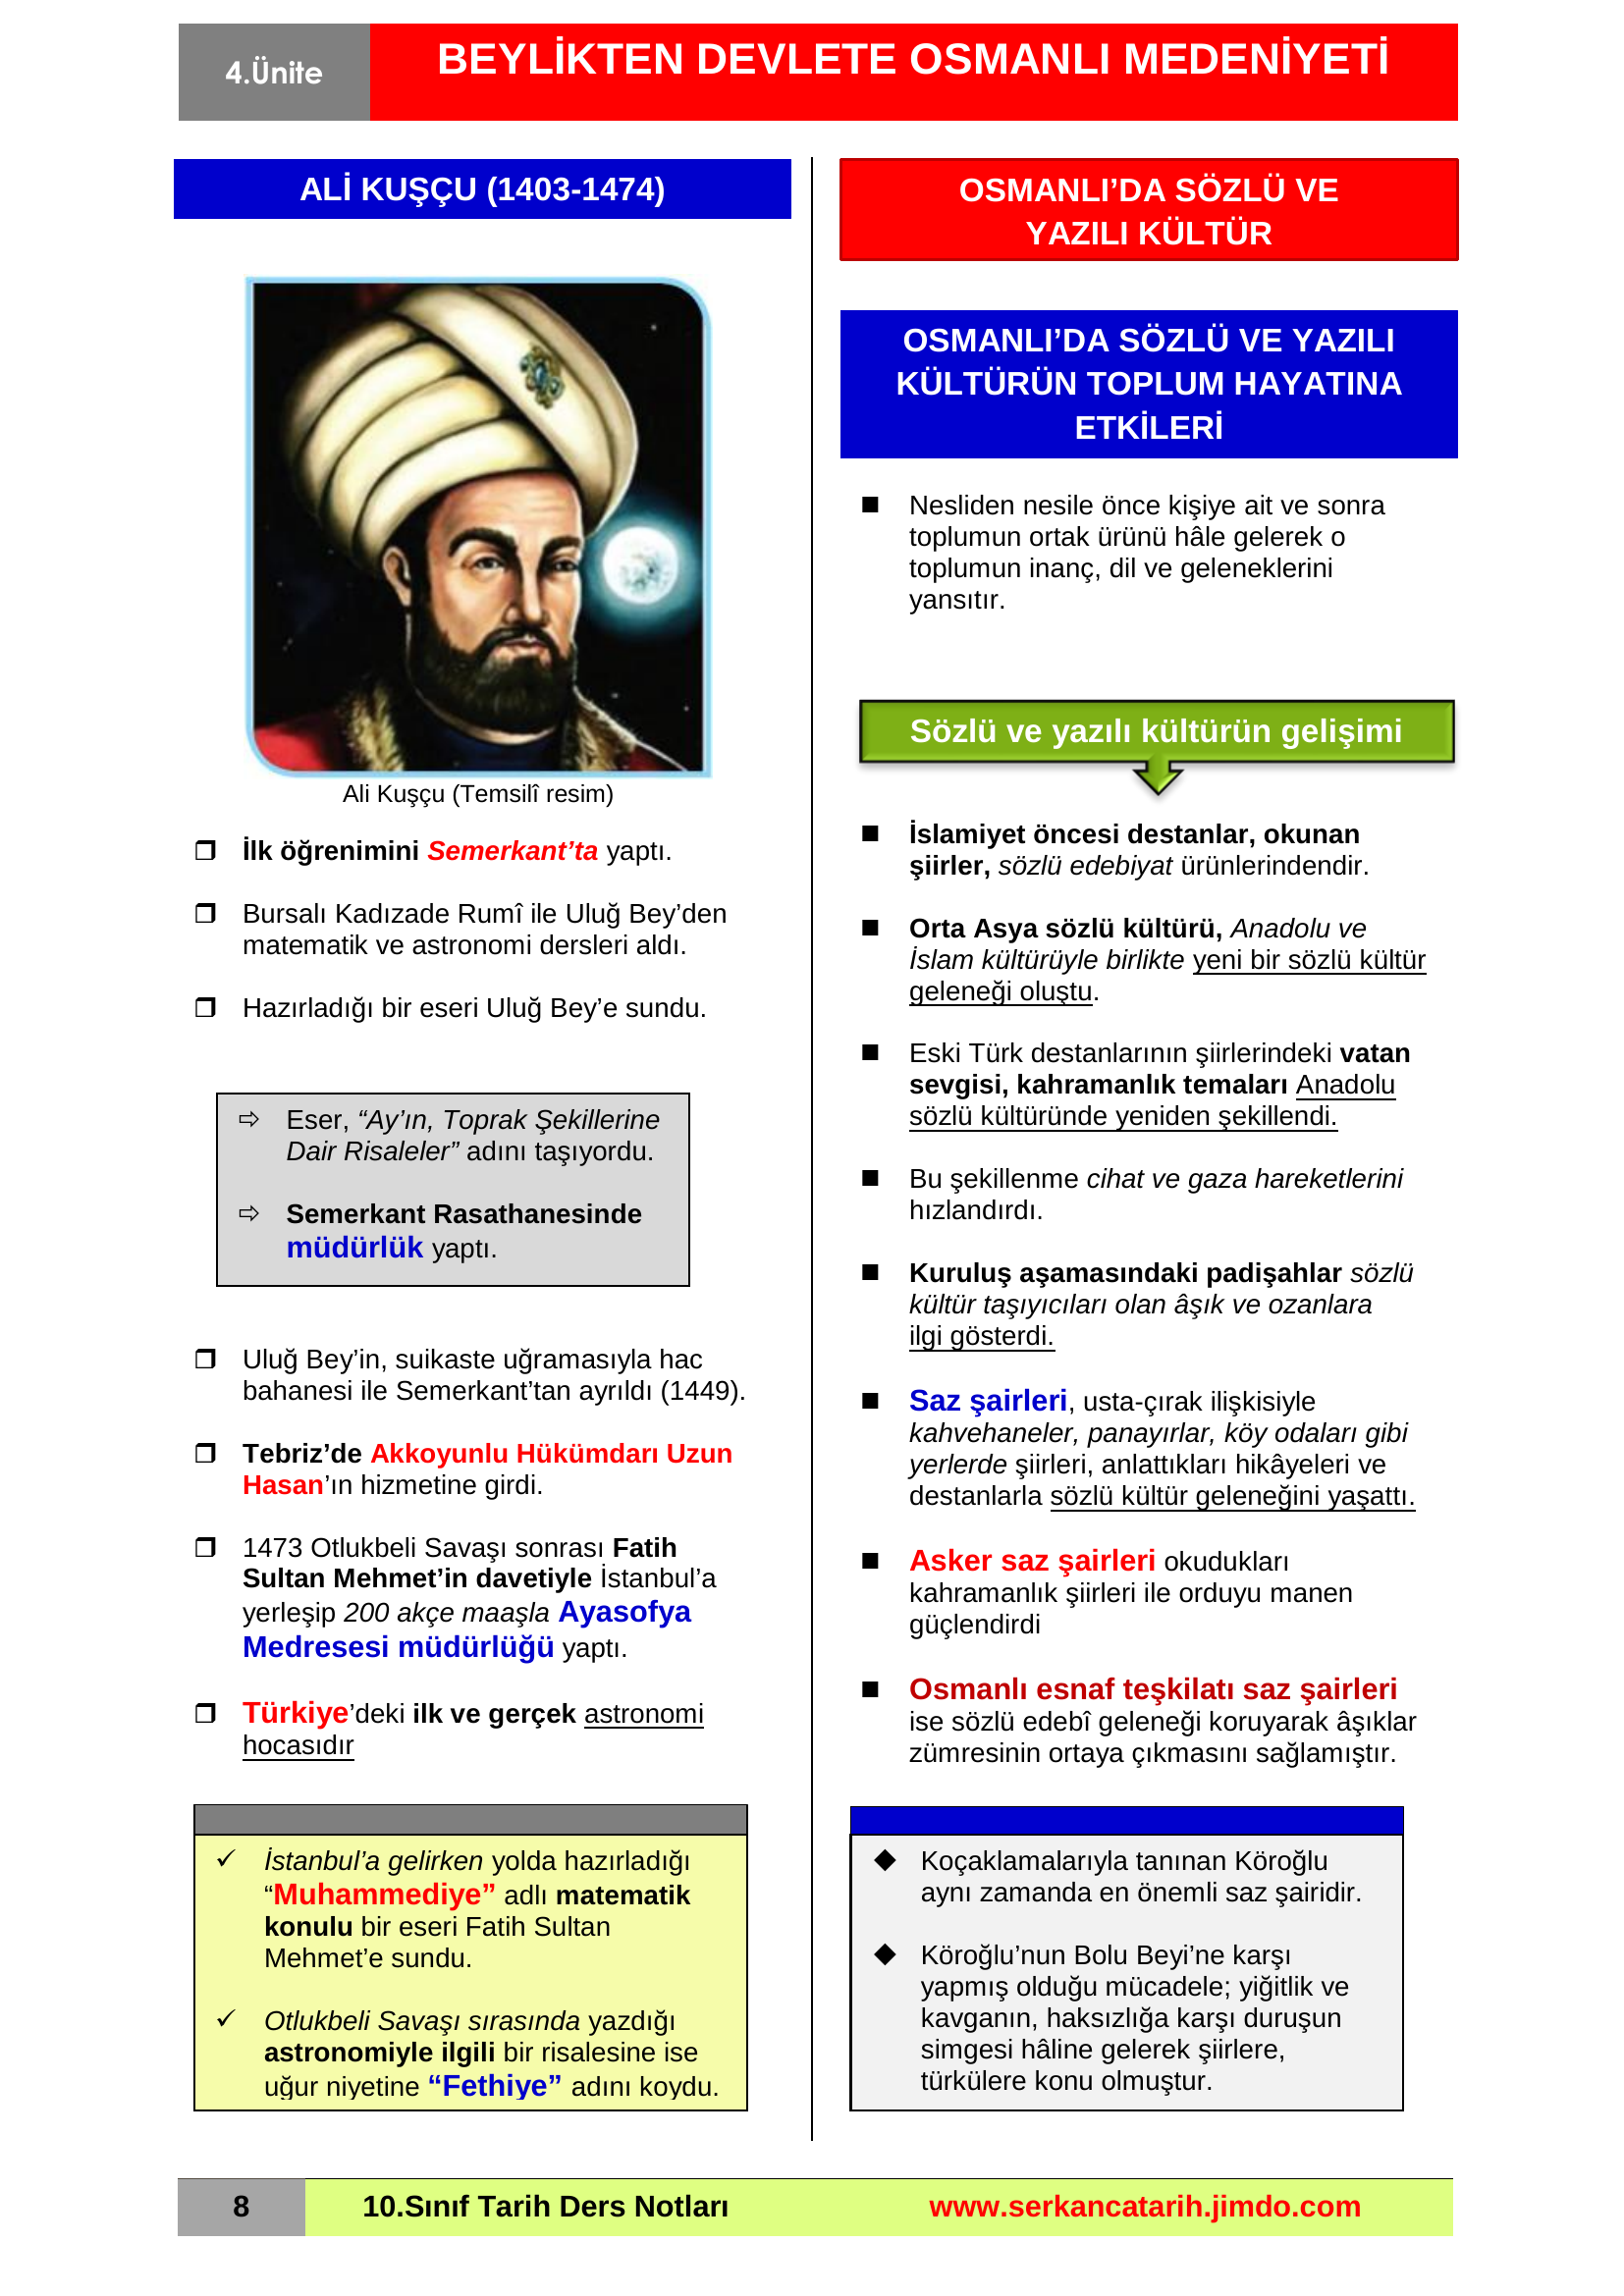 4.Ünite
BEYLİKTEN DEVLETE OSMANLI MEDENİYETİ
ALİ KUŞÇU (1403-1474)
Ali Kuşçu (Temsilî resim)
İlk öğrenimini Semerkant’ta yaptı.
Bursalı Kadızade Rumî ile Uluğ Bey’den
matematik ve astronomi dersleri aldı.
Hazırladığı bir eseri Uluğ Bey’e sundu.
Eser, “Ay’ın, Toprak Şekillerine
Dair Risaleler” adını taşıyordu.
Semerkant Rasathanesinde
müdürlük yaptı.
Uluğ Bey’in, suikaste uğramasıyla hac
bahanesi ile Semerkant’tan ayrıldı (1449).
Tebriz’de Akkoyunlu Hükümdarı Uzun
Hasan’ın hizmetine girdi.
1473 Otlukbeli Savaşı sonrası Fatih
Sultan Mehmet’in davetiyle İstanbul’a
yerleşip 200 akçe maaşla Ayasofya
Medresesi müdürlüğü yaptı.
Türkiye’deki ilk ve gerçek astronomi
hocasıdır
İstanbul’a gelirken yolda hazırladığı
“Muhammediye” adlı matematik
konulu bir eseri Fatih Sultan
Mehmet’e sundu.
Otlukbeli Savaşı sırasında yazdığı
astronomiyle ilgili bir risalesine ise
uğur niyetine “Fethiye” adını koydu.
OSMANLI’DA SÖZLÜ VE
YAZILI KÜLTÜR
OSMANLI’DA SÖZLÜ VE YAZILI
KÜLTÜRÜN TOPLUM HAYATINA
ETKİLERİ
Nesliden nesile önce kişiye ait ve sonra
toplumun ortak ürünü hâle gelerek o
toplumun inanç, dil ve geleneklerini
yansıtır.
Sözlü ve yazılı kültürün gelişimi
İslamiyet öncesi destanlar, okunan
şiirler, sözlü edebiyat ürünlerindendir.
Orta Asya sözlü kültürü, Anadolu ve
İslam kültürüyle birlikte yeni bir sözlü kültür
geleneği oluştu.
Eski Türk destanlarının şiirlerindeki vatan
sevgisi, kahramanlık temaları Anadolu
sözlü kültüründe yeniden şekillendi.
Bu şekillenme cihat ve gaza hareketlerini
hızlandırdı.
Kuruluş aşamasındaki padişahlar sözlü
kültür taşıyıcıları olan âşık ve ozanlara
ilgi gösterdi.
Saz şairleri, usta-çırak ilişkisiyle
kahvehaneler, panayırlar, köy odaları gibi
yerlerde şiirleri, anlattıkları hikâyeleri ve
destanlarla sözlü kültür geleneğini yaşattı.
Asker saz şairleri okudukları
kahramanlık şiirleri ile orduyu manen
güçlendirdi
Osmanlı esnaf teşkilatı saz şairleri
ise sözlü edebî geleneği koruyarak âşıklar
zümresinin ortaya çıkmasını sağlamıştır.
Koçaklamalarıyla tanınan Köroğlu
aynı zamanda en önemli saz şairidir.
Köroğlu’nun Bolu Beyi’ne karşı
yapmış olduğu mücadele; yiğitlik ve
kavganın, haksızlığa karşı duruşun
simgesi hâline gelerek şiirlere,
türkülere konu olmuştur.
8
10.Sınıf Tarih Ders Notları
www.serkancatarih.jimdo.com